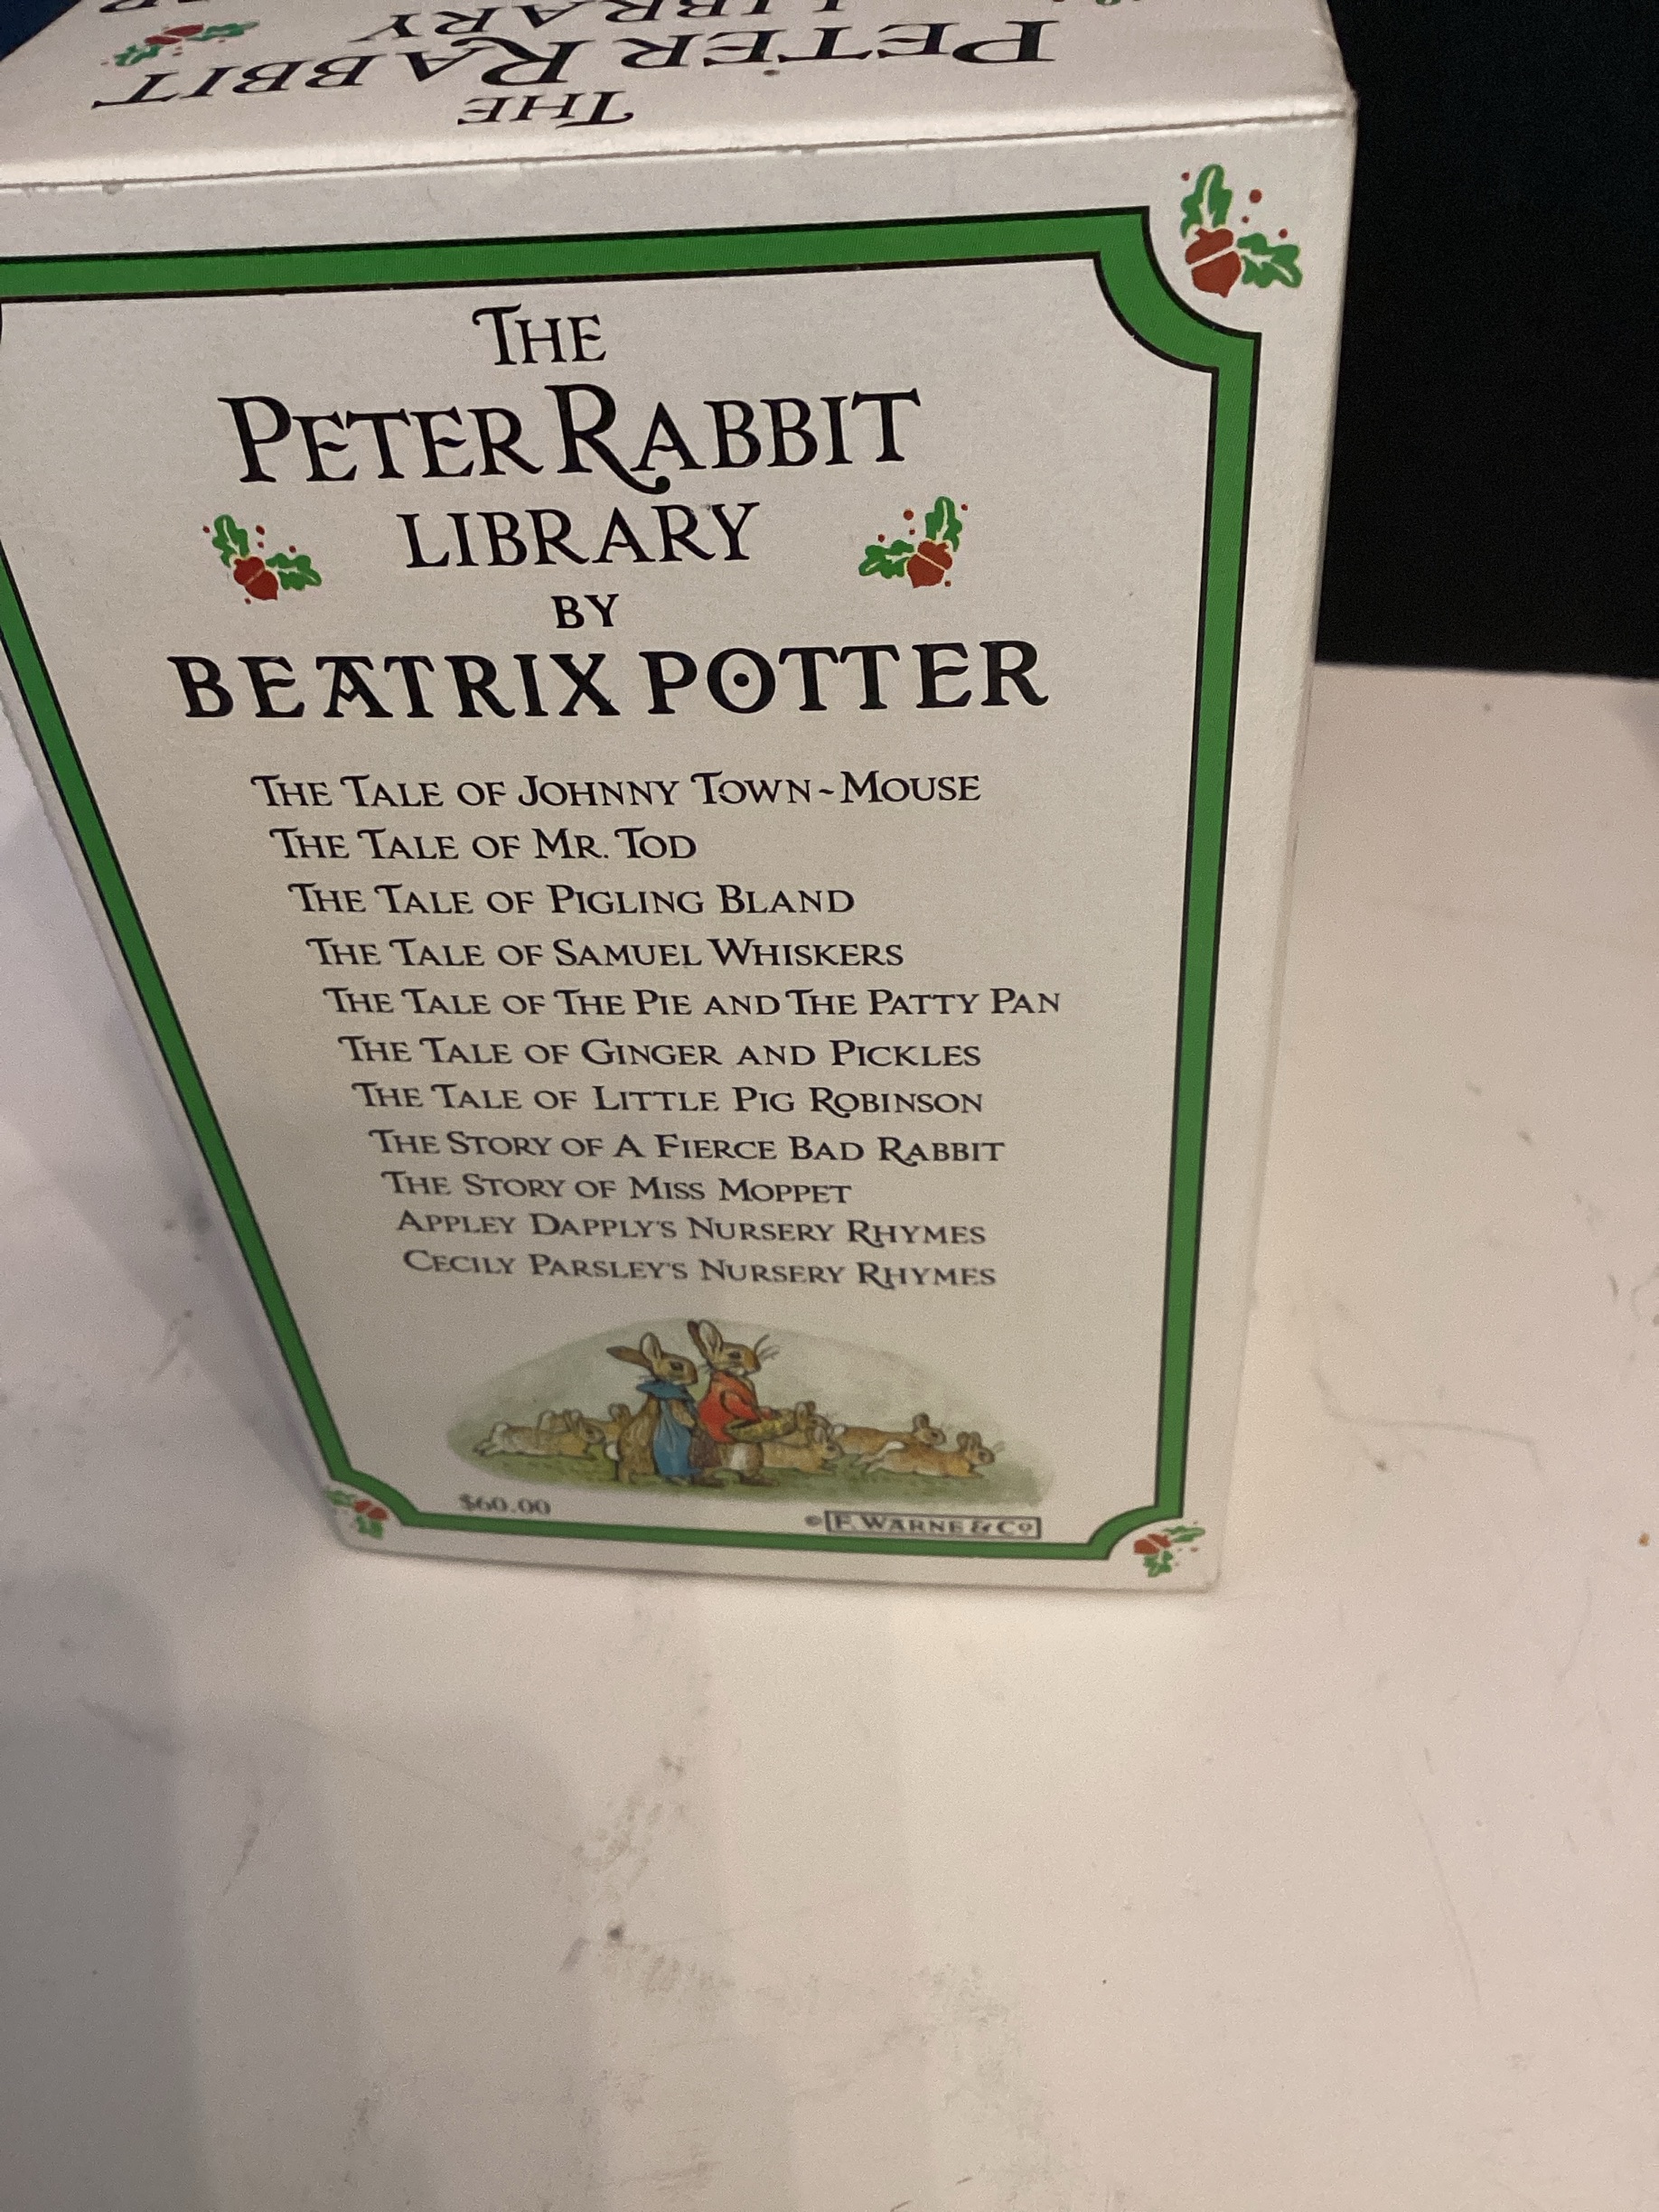 LIBRARY
PETER RABBIT
THE
THE
PETER RABBIT
LIBRARY
BY
BEATRIX POTTER
THE TALE OF JOHNNY TOWN-MOUSE
THE TALE OF MR. TOD
THE TALE OF PIGLING BLAND
THE TALE OF SAMUEL WHISKERS
THE TALE OF THE PIE AND THE PATTY PAN
THE TALE OF GINGER AND PICKLES
THE TALE OF LITTLE PIG ROBINSON
THE STORY OF A FIERCE BAD RABBIT
THE STORY OF MISS MOPPET
APPLEY DAPPLY'S NURSERY RHYMES
CECILY PARSLEY'S NURSERY RHYMES
$60.00
© F. WARNE & Co